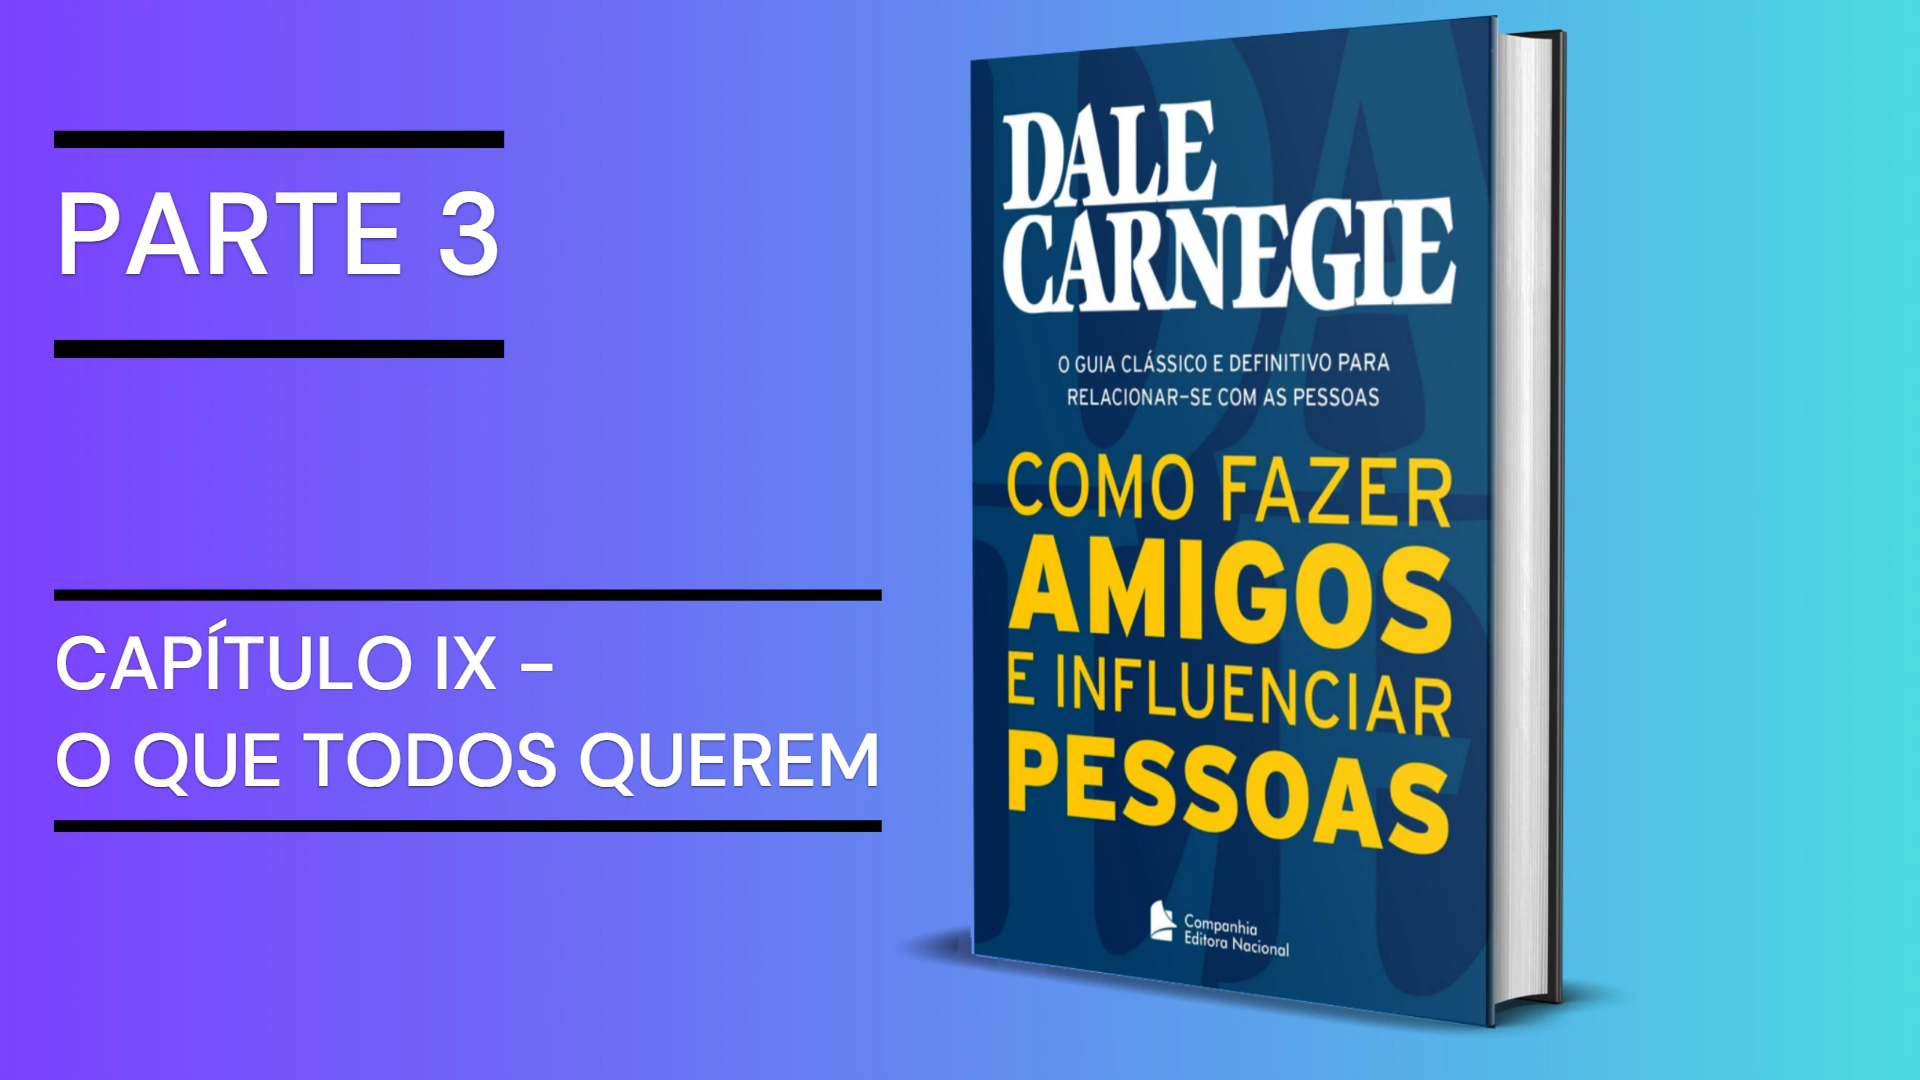 PARTE 3
CAPÍTULO IX -
O QUE TODOS QUEREM
DALE
CARNEGIE
O GUIA CLÁSSICO E DEFINITIVO PARA
RELACIONAR-SE COM AS PESSOAS
COMO FAZER
AMIGOS
E INFLUENCIAR
PESSOAS
Companhia
Editora Nacional